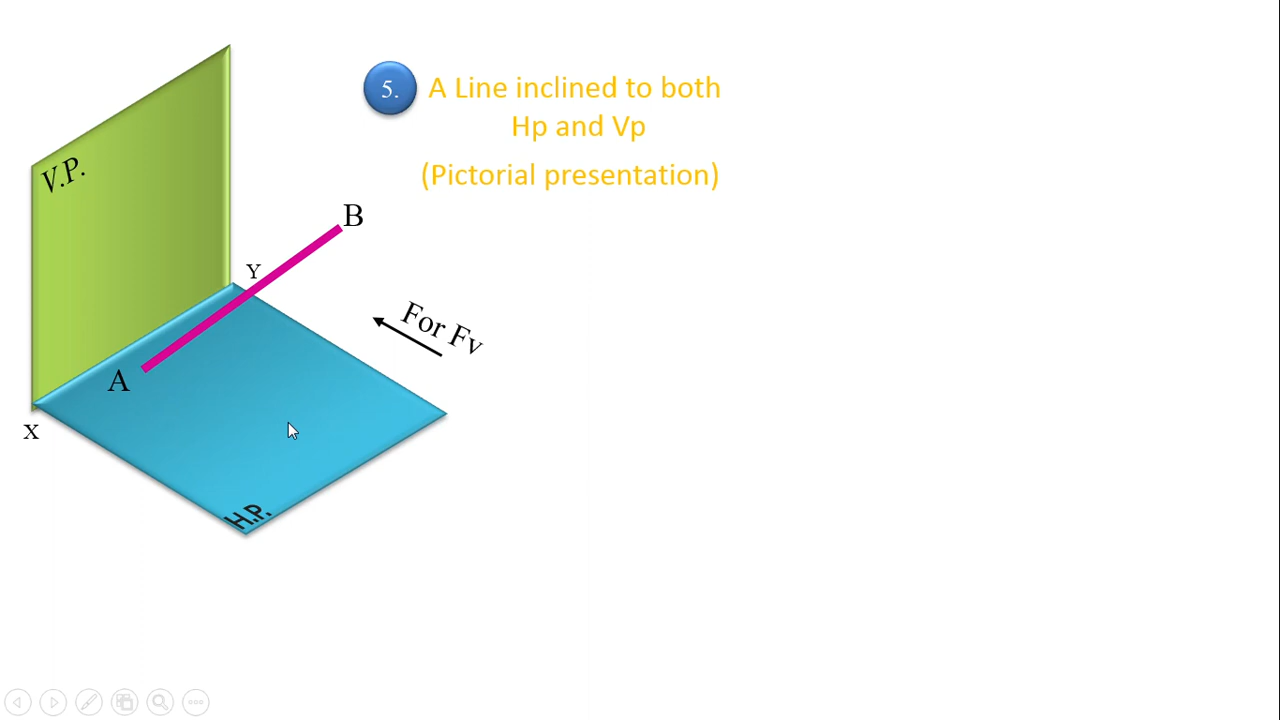 5.
A Line inclined to both
Hp and Vp
(Pictorial presentation)
V.P.
B
Y
For Fv
A
X
H.P.